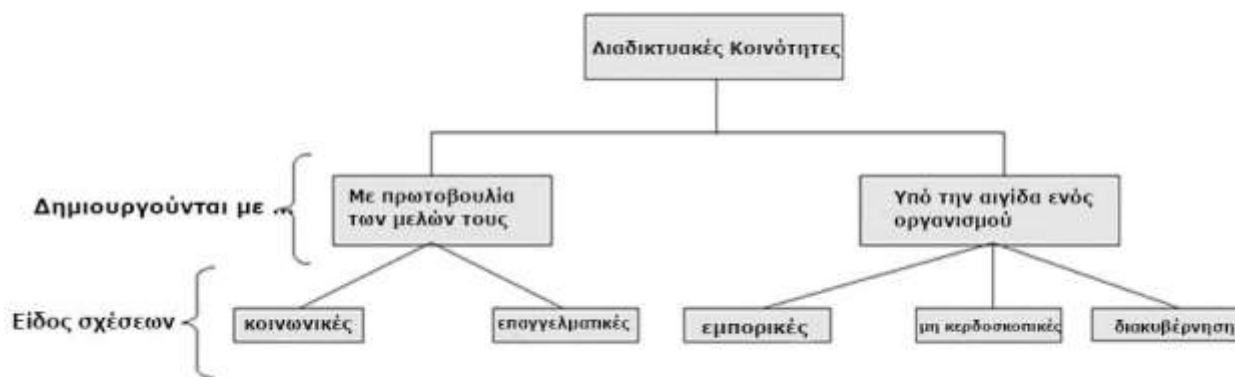 Διαδικτυακές Κοινότητες
Δημιουργούνται με ...
Με πρωτοβουλία
των μελών τους
Υπό την αιγίδα ενός
οργανισμού
Είδος σχέσεων
κοινωνικές
επαγγελματικές
εμπορικές
μη κερδοσκοπικές
διακυβέρνηση